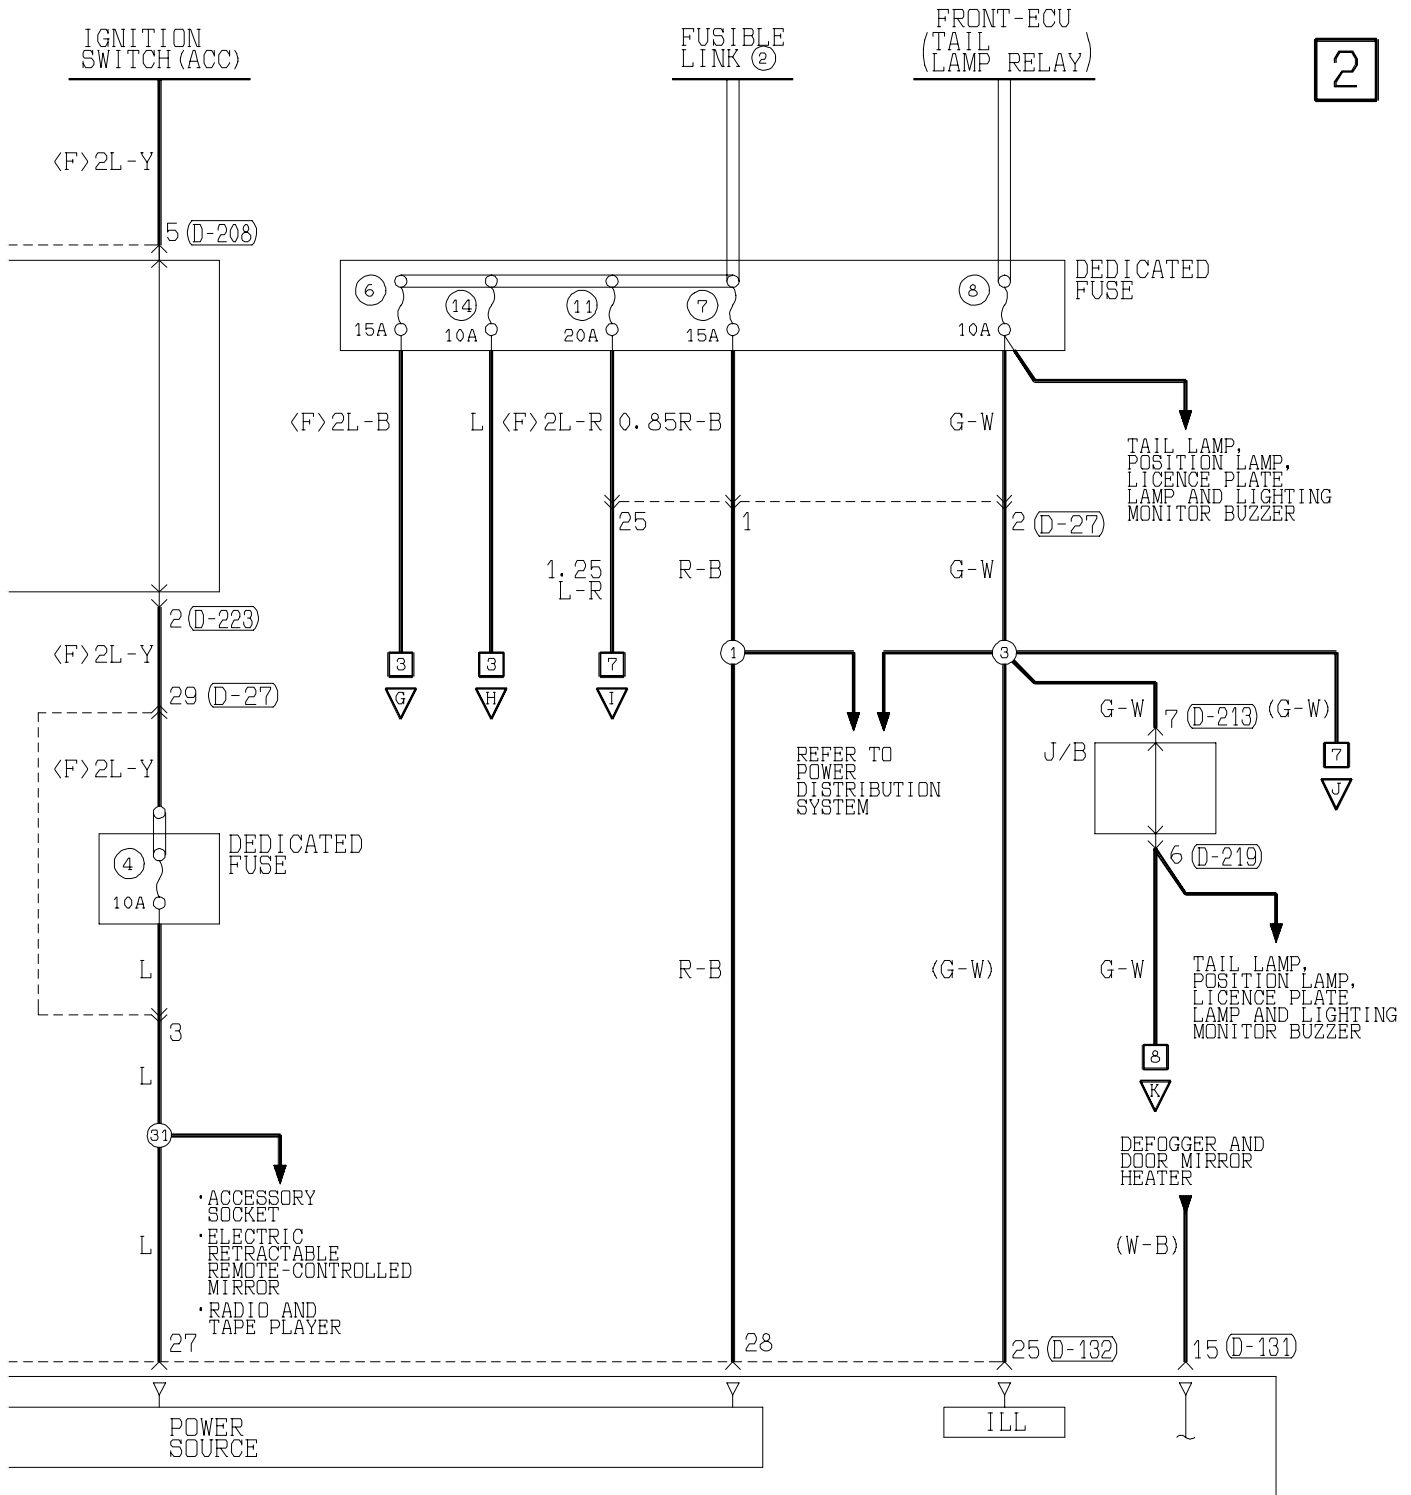 IGNITION
SWITCH(ACC)
FUSIBLE
LINK ②
FRONT-ECU
(TAIL
LAMP RELAY)
2
<F>2L-Y
5 (D-208)
DEDICATED
FUSE
6
15A
14
10A
11
20A
7
15A
8
10A
<F>2L-B
L
<F>2L-R
0.85R-B
G-W
TAIL LAMP,
POSITION LAMP,
LICENCE PLATE
LAMP AND LIGHTING
MONITOR BUZZER
25
1
2 (D-27)
1.25
L-R
R-B
G-W
2 (D-223)
<F>2L-Y
3
G
3
H
7
I
1
3
29 (D-27)
G-W
7 (D-213)
(G-W)
<F>2L-Y
REFER TO
POWER
DISTRIBUTION
SYSTEM
J/B
7
J
DEDICATED
FUSE
4
10A
6 (D-219)
L
R-B
(G-W)
G-W
TAIL LAMP,
POSITION LAMP,
LICENCE PLATE
LAMP AND LIGHTING
MONITOR BUZZER
3
8
K
L
31
DEFOGGER AND
DOOR MIRROR
HEATER
·ACCESSORY
SOCKET
·ELECTRIC
RETRACTABLE
REMOTE-CONTROLLED
MIRROR
·RADIO AND
TAPE PLAYER
L
(W-B)
27
28
25 (D-132)
15 (D-131)
POWER
SOURCE
ILL